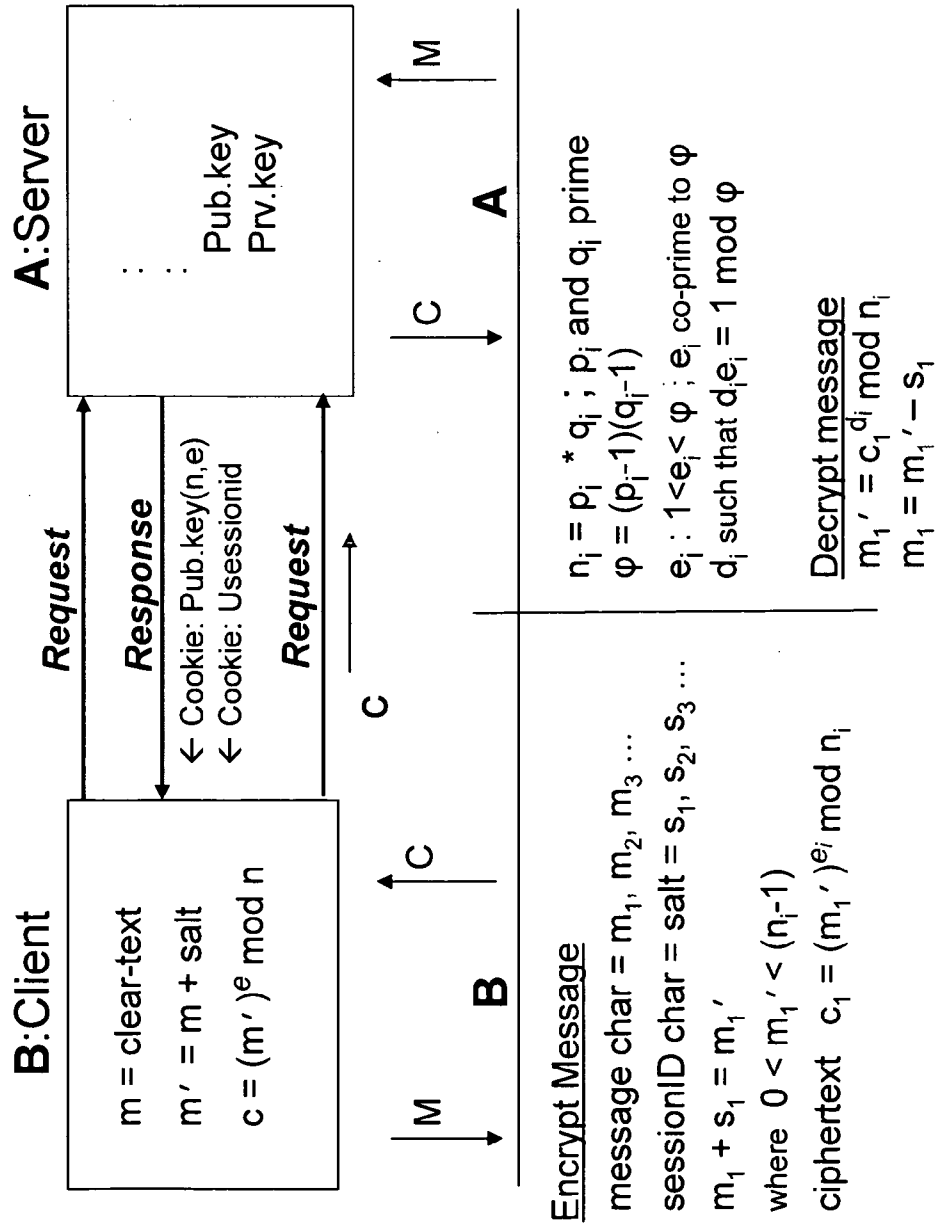 B:Client
A:Server
m = clear-text
m′ = m + salt
c = (m′)^e mod n
Request
Response
← Cookie: Pub.key(n,e)
← Cookie: Usessionid
Request
C
: :
Pub.key
Prv.key
M
C
C
M
B
A
Encrypt Message
message char = m₁, m₂, m₃ …
sessionID char = salt = s₁, s₂, s₃ …
m₁ + s₁ = m₁′
where 0 < m₁′ < (nᵢ-1)
ciphertext c₁ = (m₁′)^eᵢ mod nᵢ
nᵢ = pᵢ * qᵢ ; pᵢ and qᵢ prime
φ = (pᵢ-1)(qᵢ-1)
eᵢ : 1<eᵢ< φ ; eᵢ co-prime to φ
dᵢ such that dᵢeᵢ = 1 mod φ
Decrypt message
m₁′ = c₁^dᵢ mod nᵢ
m₁ = m₁′ – s₁